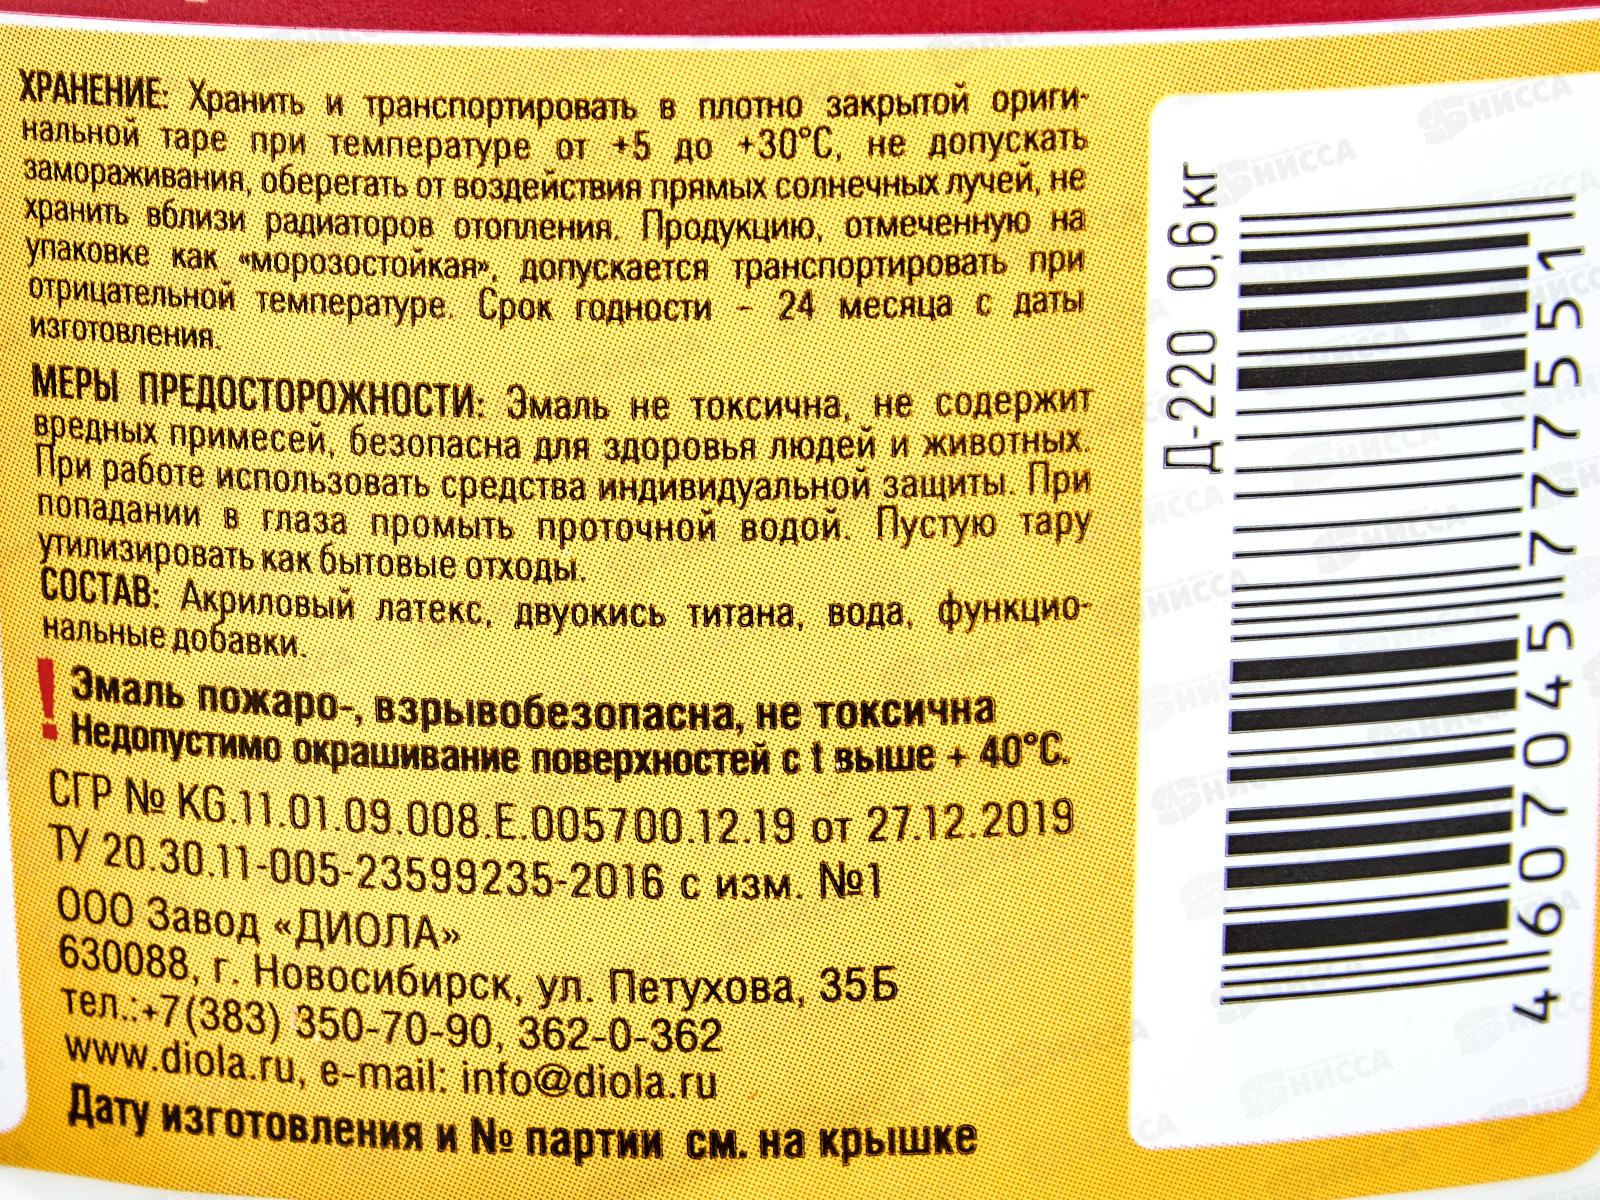 ХРАНЕНИЕ: Хранить и транспортировать в плотно закрытой ориги-
нальной таре при температуре от +5 до +30°С, не допускать
замораживания, оберегать от воздействия прямых солнечных лучей, не
хранить вблизи радиаторов отопления. Продукцию, отмеченную на
упаковке как «морозостойкая», допускается транспортировать при
отрицательной температуре. Срок годности - 24 месяца с даты
изготовления.
МЕРЫ ПРЕДОСТОРОЖНОСТИ: Эмаль не токсична, не содержит
вредных примесей, безопасна для здоровья людей и животных.
При работе использовать средства индивидуальной защиты. При
попадании в глаза промыть проточной водой. Пустую тару
утилизировать как бытовые отходы.
СОСТАВ: Акриловый латекс, двуокись титана, вода, функцио-
нальные добавки.
! Эмаль пожаро-, взрывобезопасна, не токсична
Недопустимо окрашивание поверхностей с t выше + 40°С.
СГР № KG.11.01.09.008.E.005700.12.19 от 27.12.2019
ТУ 20.30.11-005-23599235-2016 с изм. №1
ООО Завод «ДИОЛА»
630088, г. Новосибирск, ул. Петухова, 35Б
тел.:+7(383) 350-70-90, 362-0-362
www.diola.ru, e-mail: info@diola.ru
Дату изготовления и № партии см. на крышке
Д-220 0,6 кг
4 607045 777551
НИССА